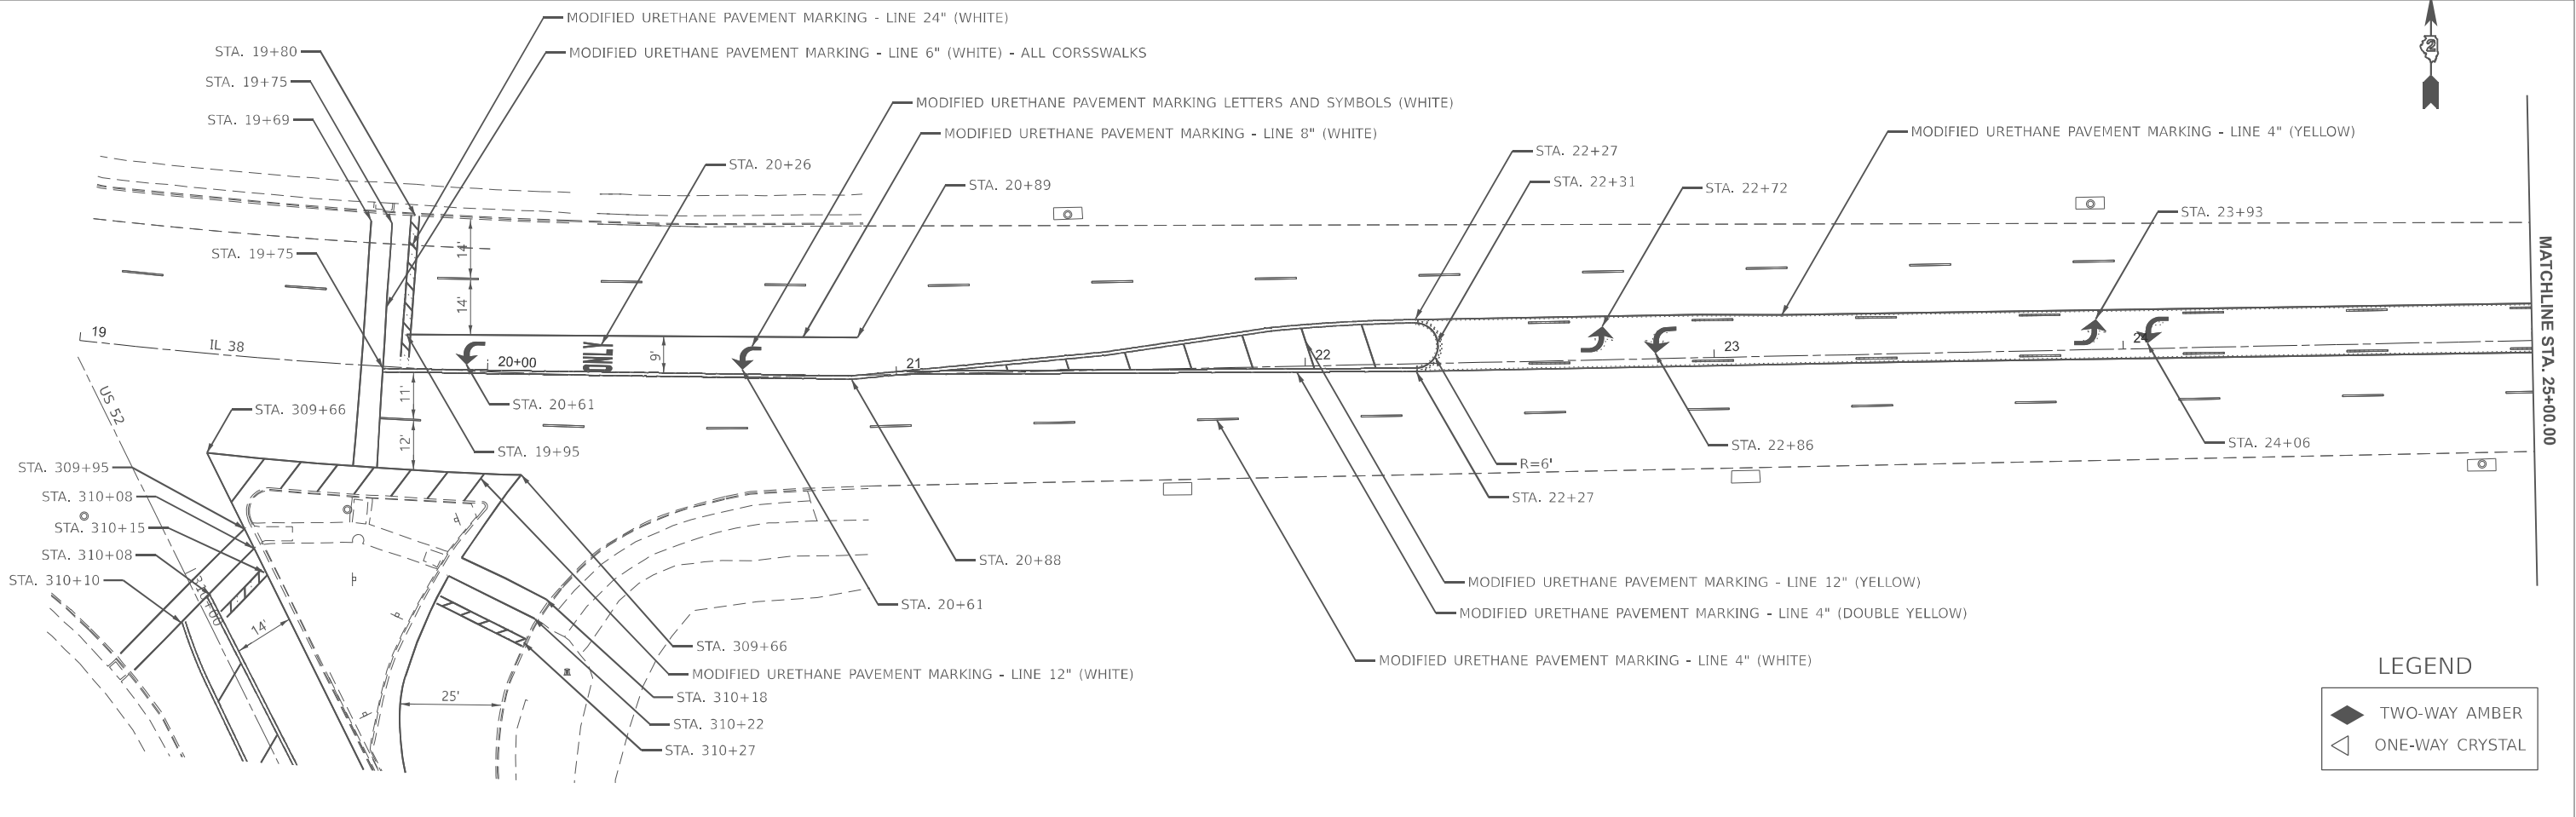 MODIFIED URETHANE PAVEMENT MARKING - LINE 24" (WHITE)
STA. 19+80
MODIFIED URETHANE PAVEMENT MARKING - LINE 6" (WHITE) - ALL CORSSWALKS
STA. 19+75
STA. 19+69
MODIFIED URETHANE PAVEMENT MARKING LETTERS AND SYMBOLS (WHITE)
MODIFIED URETHANE PAVEMENT MARKING - LINE 8" (WHITE)
STA. 20+26
STA. 20+89
STA. 22+27
STA. 22+31
STA. 22+72
MODIFIED URETHANE PAVEMENT MARKING - LINE 4" (YELLOW)
STA. 23+93
2
STA. 19+75
14'
14'
9'
11'
12'
19
IL 38
20+00
ONLY
21
22
23
24
MATCHLINE STA. 25+00.00
US 52
STA. 309+66
STA. 20+61
STA. 19+95
STA. 309+95
STA. 310+08
STA. 310+15
STA. 310+08
STA. 310+10
310+00
14'
25'
STA. 22+86
STA. 24+06
R=6'
STA. 22+27
STA. 20+88
STA. 20+61
MODIFIED URETHANE PAVEMENT MARKING - LINE 12" (YELLOW)
MODIFIED URETHANE PAVEMENT MARKING - LINE 4" (DOUBLE YELLOW)
STA. 309+66
MODIFIED URETHANE PAVEMENT MARKING - LINE 4" (WHITE)
MODIFIED URETHANE PAVEMENT MARKING - LINE 12" (WHITE)
STA. 310+18
STA. 310+22
STA. 310+27
LEGEND
TWO-WAY AMBER
ONE-WAY CRYSTAL